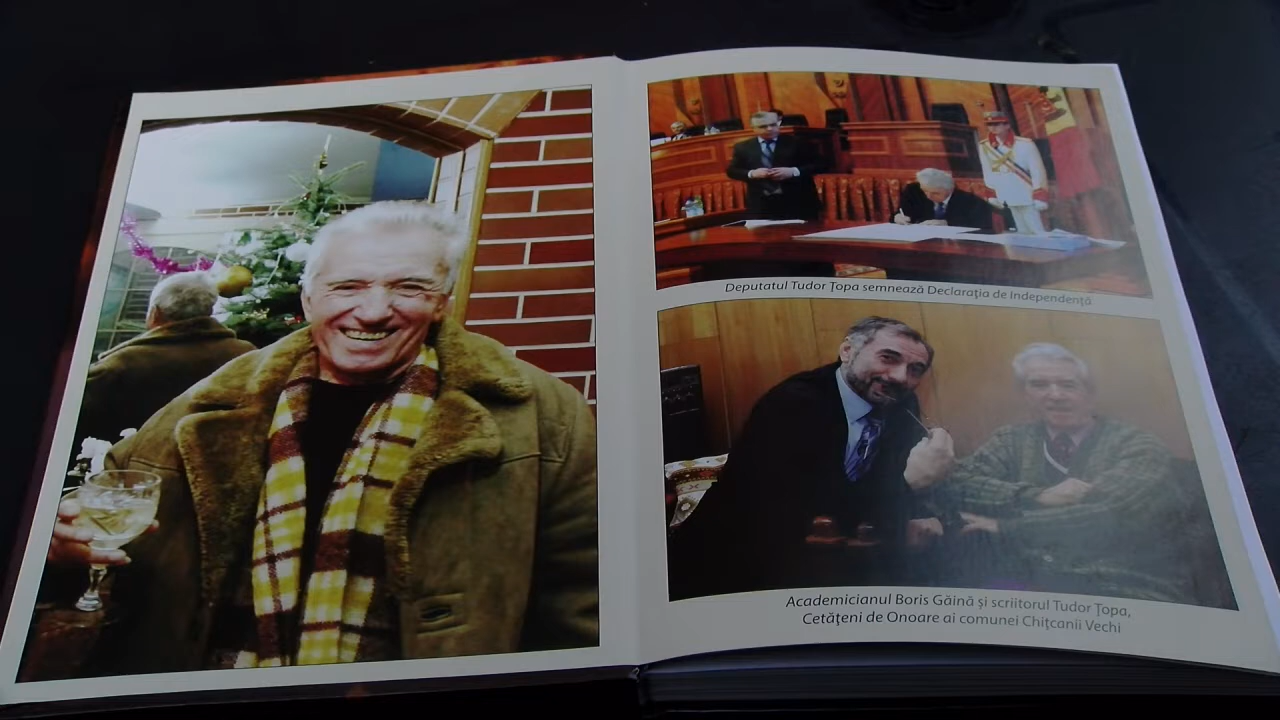 Deputatul Tudor Țopa semnează Declarația de Independență
Academicianul Boris Găină și scriitorul Tudor Țopa,
Cetățeni de Onoare ai comunei Chițcanii Vechi